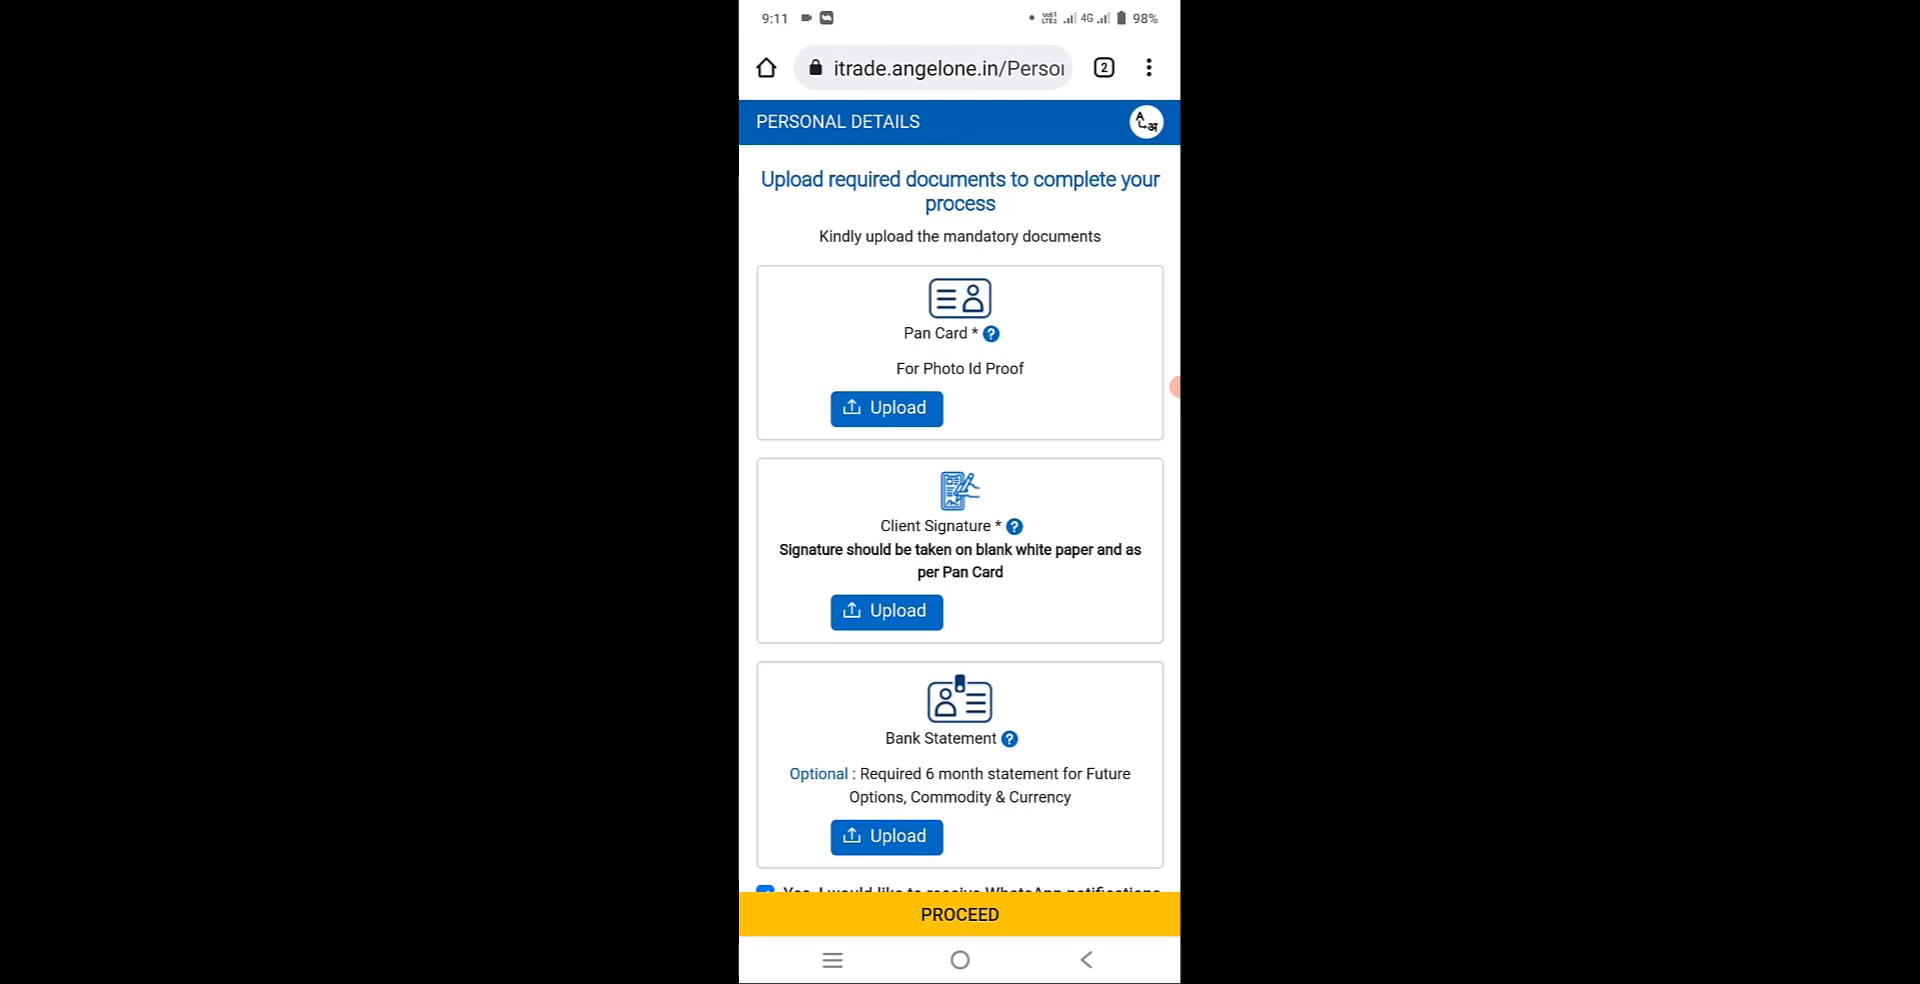 9:11 98%
4G
itrade.angelone.in/Person
2
PERSONAL DETAILS
Upload required documents to complete your
process
Kindly upload the mandatory documents
Pan Card * ?
For Photo Id Proof
Upload
Client Signature * ?
Signature should be taken on blank white paper and as
per Pan Card
Upload
Bank Statement ?
Optional : Required 6 month statement for Future
Options, Commodity & Currency
Upload
Yes, I would like to receive WhatsApp notifications
PROCEED